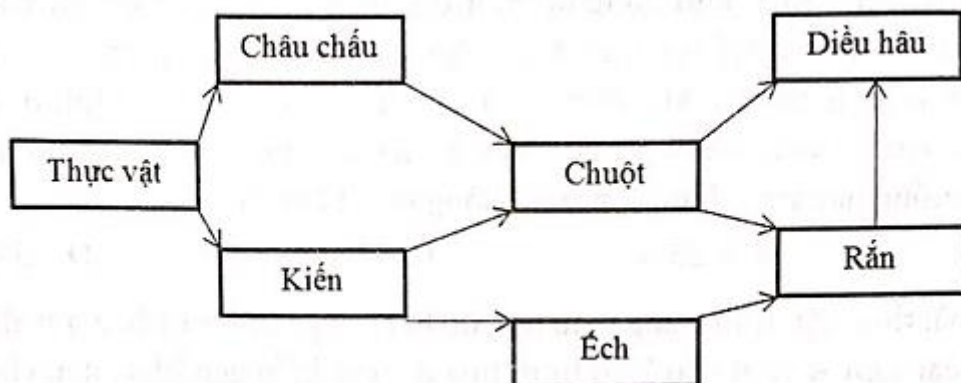 Châu chấu
Diều hâu
Thực vật
Chuột
Kiến
Rắn
Ếch